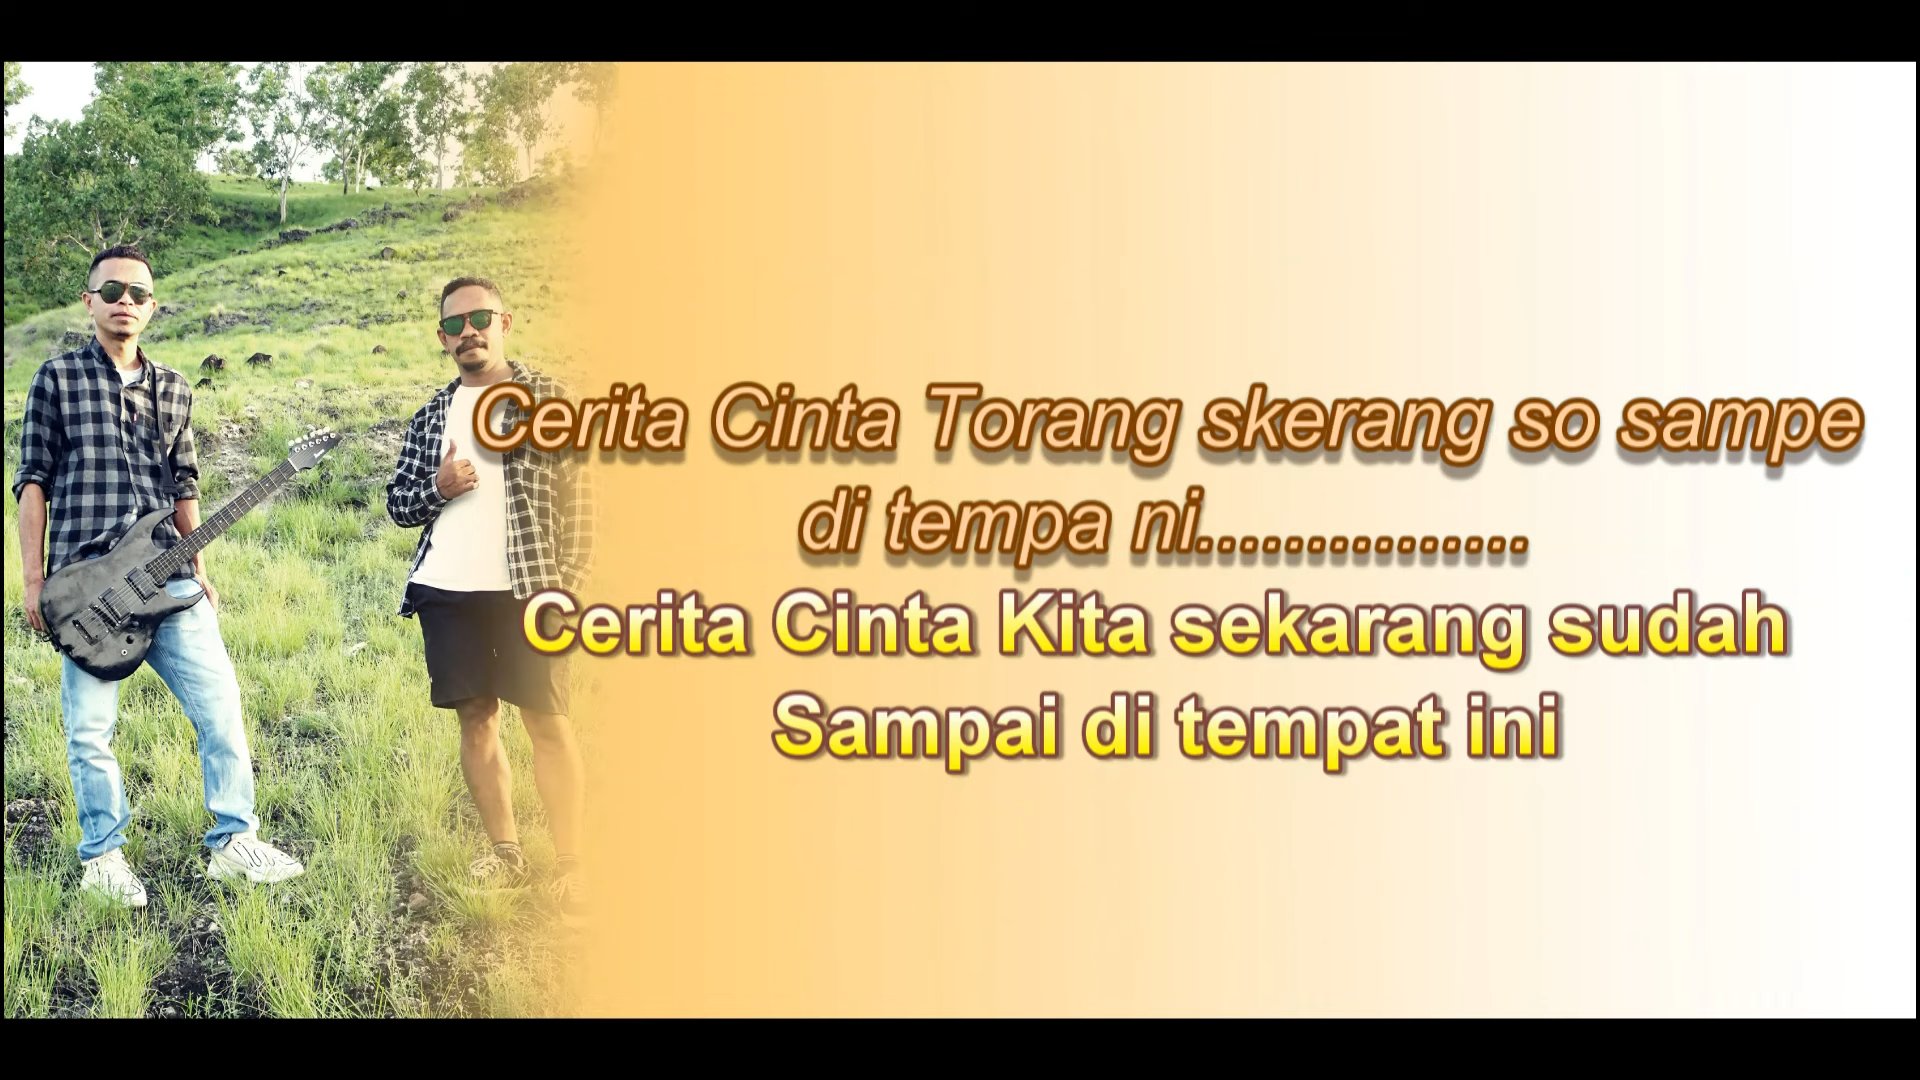 Cerita Cinta Torang skerang so sampe
di tempa ni...............
Cerita Cinta Kita sekarang sudah
Sampai di tempat ini